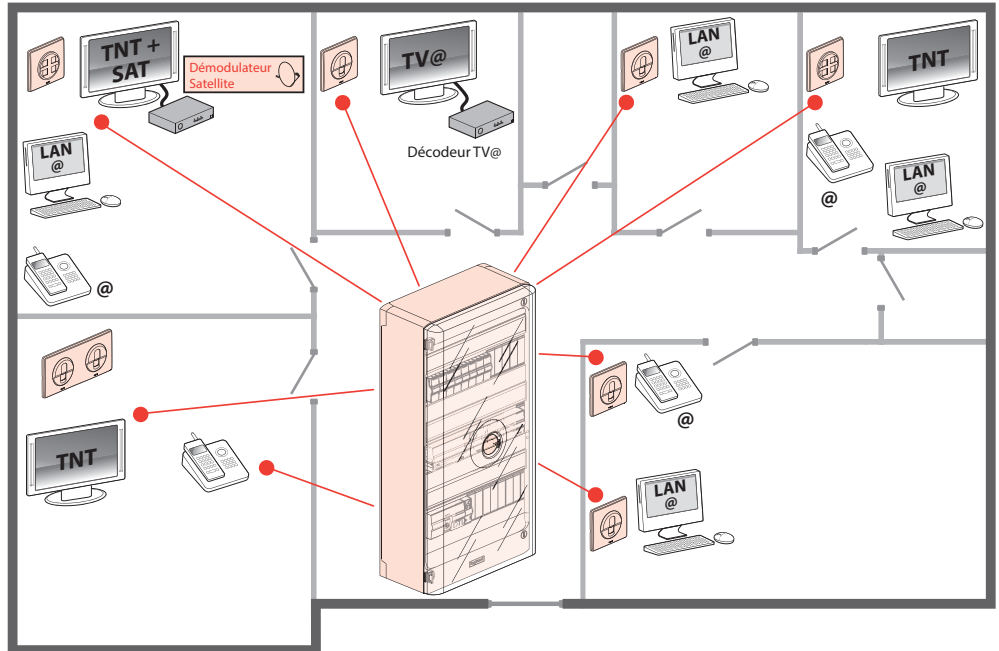 TNT +
SAT
Démodulateur
Satellite
TV@
Décodeur TV@
LAN
@
TNT
LAN
@
@
LAN
@
@
TNT
@
LAN
@